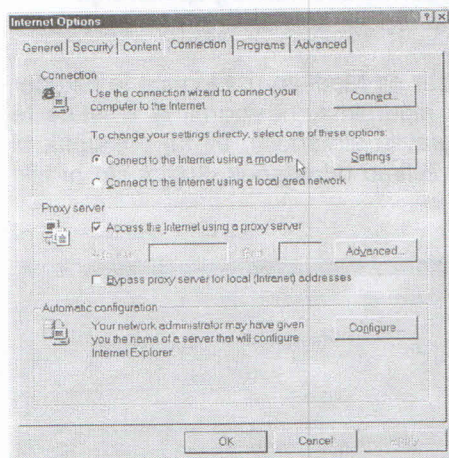 Internet Options
? ×
General Security Content Connection Programs Advanced
Connection
Use the connection wizard to connect your
computer to the Internet
Connect...
To change your settings directly, select one of these options:
Connect to the Internet using a modem
Settings
Connect to the Internet using a local area network
Proxy server
Access the Internet using a proxy server
Advanced...
Bypass proxy server for local (Intranet) addresses
Automatic configuration
Your network administrator may have given
you the name of a server that will configure
Internet Explorer
Configure...
OK
Cancel
Apply